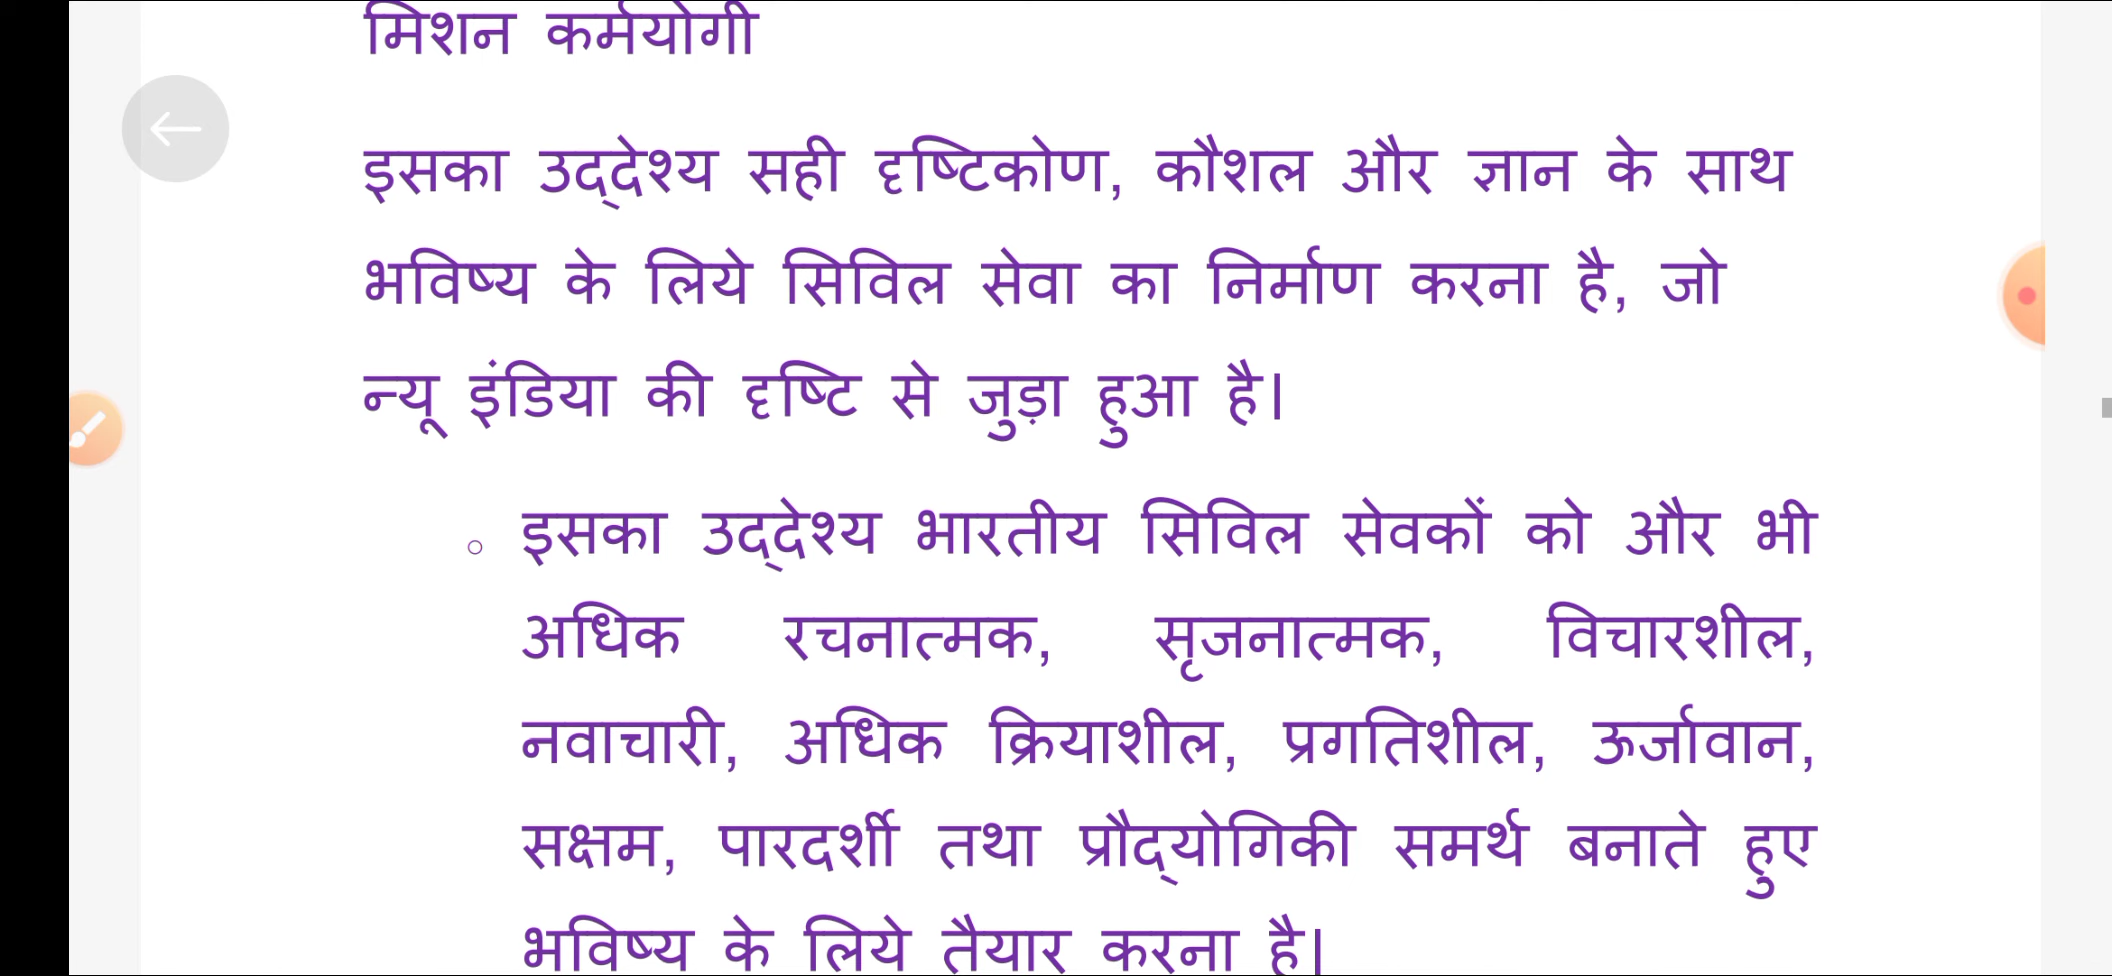 मिशन कर्मयोगी
इसका उद्देश्य सही दृष्टिकोण, कौशल और ज्ञान के साथ
भविष्य के लिये सिविल सेवा का निर्माण करना है, जो
न्यू इंडिया की दृष्टि से जुड़ा हुआ है।
○ इसका उद्देश्य भारतीय सिविल सेवकों को और भी
अधिक रचनात्मक, सृजनात्मक, विचारशील,
नवाचारी, अधिक क्रियाशील, प्रगतिशील, ऊर्जावान,
सक्षम, पारदर्शी तथा प्रौद्योगिकी समर्थ बनाते हुए
भविष्य के लिये तैयार करना है।